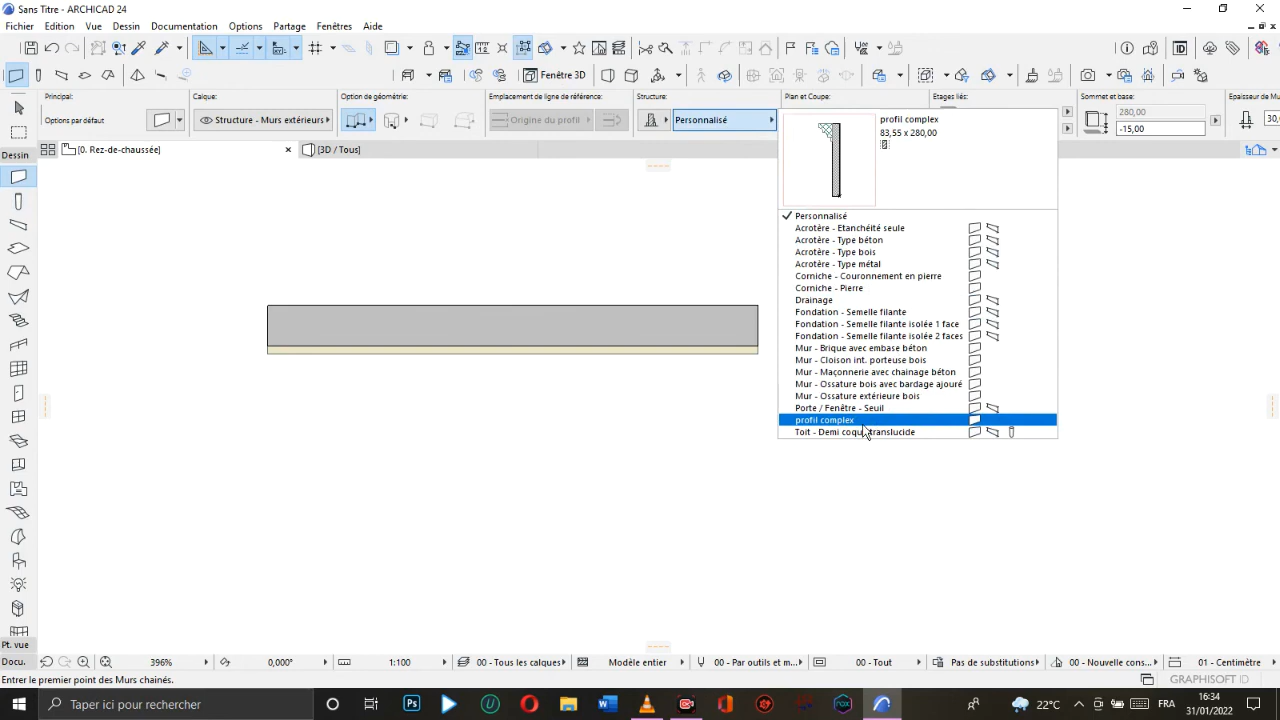 Sans Titre - ARCHICAD 24
Fichier Edition Vue Dessin Documentation Options Partage Fenêtres Aide
Fenêtre 3D
Principal: Calque: Option de géométrie: Emplacement de ligne de référence: Structure: Plan et Coupe: Etages liés: Sommet et base: Epaisseur de Mu
Options par défaut Structure - Murs extérieurs Origine du profil Personnalisé 280,00
-15,00
30,
[0. Rez-de-chaussée] [3D / Tous]
Dessin
profil complex
83,55 x 280,00
Personnalisé
Acrotère - Etanchéité seule
Acrotère - Type béton
Acrotère - Type bois
Acrotère - Type métal
Corniche - Couronnement en pierre
Corniche - Pierre
Drainage
Fondation - Semelle filante
Fondation - Semelle filante isolée 1 face
Fondation - Semelle filante isolée 2 faces
Mur - Brique avec embase béton
Mur - Cloison int. porteuse bois
Mur - Maçonnerie avec chainage béton
Mur - Ossature bois avec bardage ajouré
Mur - Ossature extérieure bois
Porte / Fenêtre - Seuil
profil complex
Toit - Demi coque translucide
Pt. vue
Docu.
396% 0,000° 1:100 00 - Tous les calques Modèle entier 00 - Par outils et m... 00 - Tout Pas de substitutions 00 - Nouvelle cons... 01 - Centimètre
Entrer le premier point des Murs chainés.
GRAPHISOFT ID
Taper ici pour rechercher
Ps
W
22°C
FRA
16:34
31/01/2022